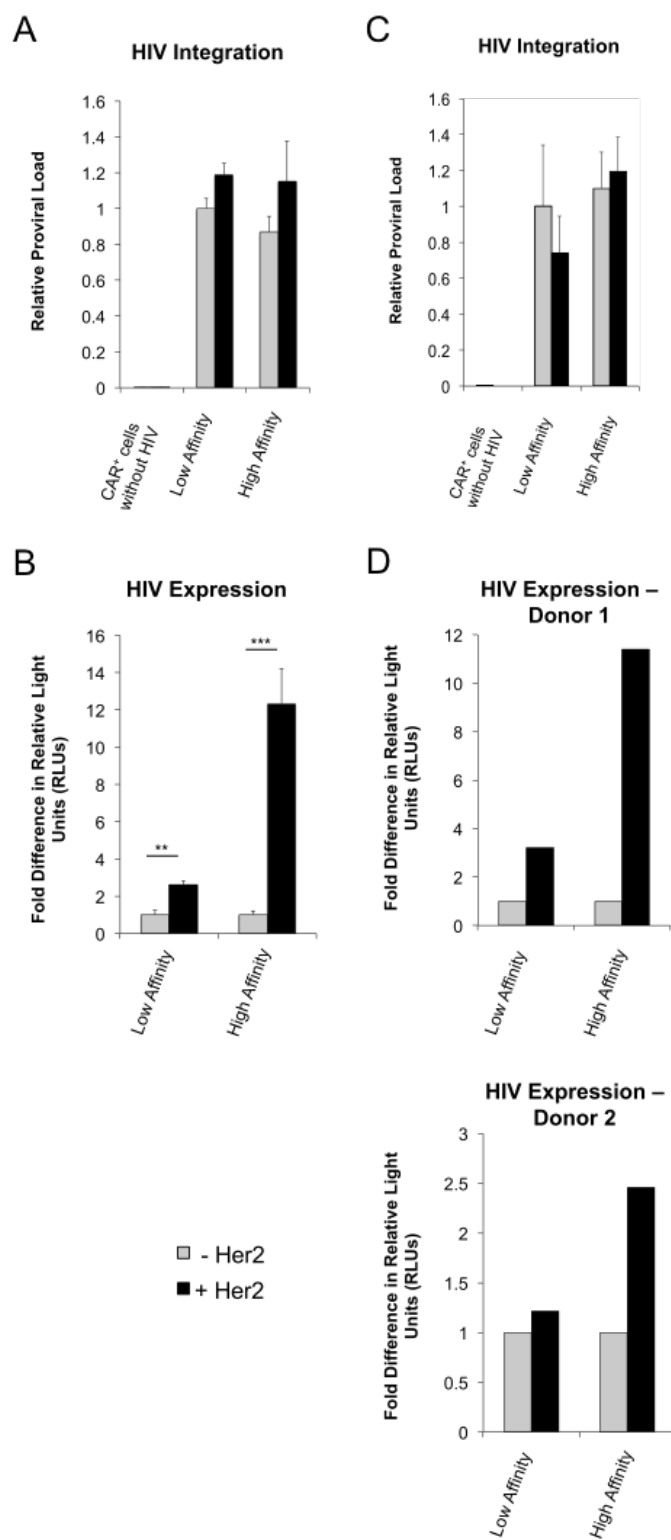 A
HIV Integration
Relative Proviral Load
1.6
1.4
1.2
1
0.8
0.6
0.4
0.2
0
CAR+ cells
without HIV
Low Affinity
High Affinity
C
HIV Integration
Relative Proviral Load
1.6
1.4
1.2
1
0.8
0.6
0.4
0.2
0
CAR+ cells
without HIV
Low Affinity
High Affinity
B
HIV Expression
Fold Difference in Relative Light
Units (RLUs)
16
14
12
10
8
6
4
2
0
**
***
Low Affinity
High Affinity
- Her2
+ Her2
D
HIV Expression –
Donor 1
Fold Difference in Relative Light
Units (RLUs)
12
10
8
6
4
2
0
Low Affinity
High Affinity
HIV Expression –
Donor 2
Fold Difference in Relative Light
Units (RLUs)
3
2.5
2
1.5
1
0.5
0
Low Affinity
High Affinity